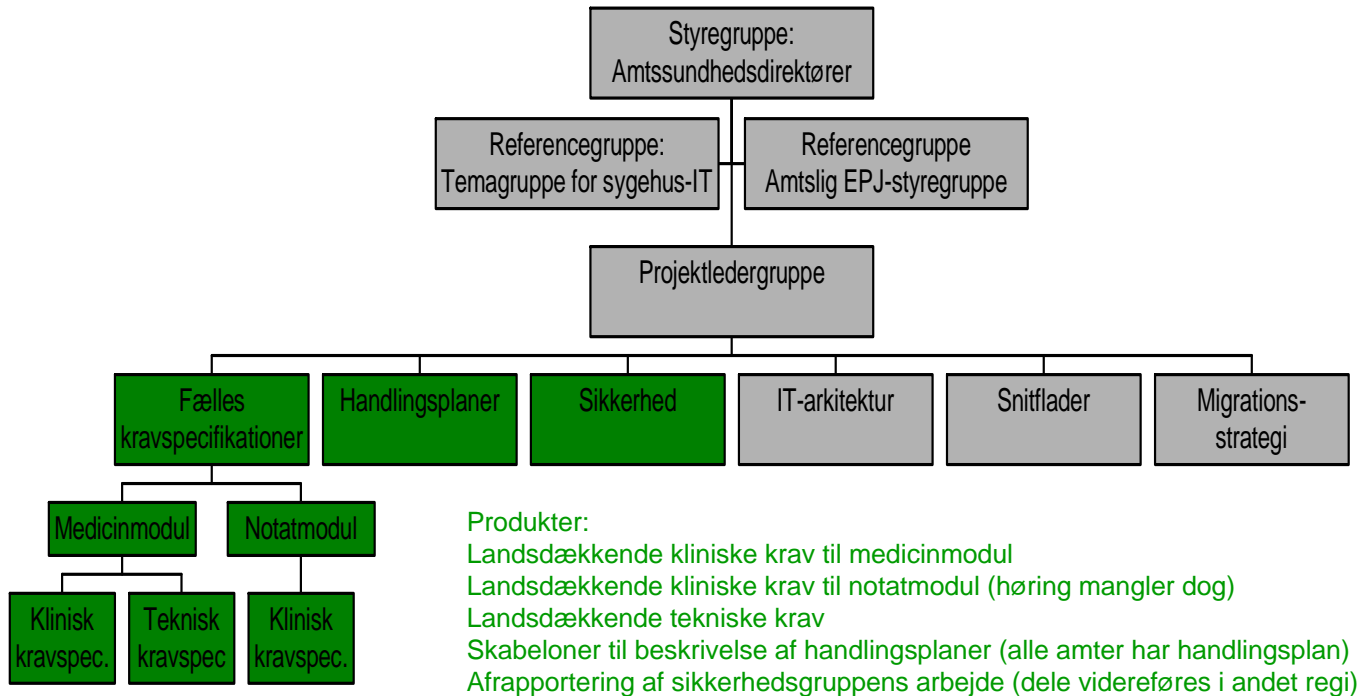 Styregruppe:
Amtssundhedsdirektører
Referencegruppe:
Temagruppe for sygehus-IT
Referencegruppe
Amtslig EPJ-styregruppe
Projektledergruppe
Fælles
kravspecifikationer
Handlingsplaner
Sikkerhed
IT-arkitektur
Snitflader
Migrations-
strategi
Medicinmodul
Notatmodul
Klinisk
kravspec.
Teknisk
kravspec
Klinisk
kravspec.
Produkter:
Landsdækkende kliniske krav til medicinmodul
Landsdækkende kliniske krav til notatmodul (høring mangler dog)
Landsdækkende tekniske krav
Skabeloner til beskrivelse af handlingsplaner (alle amter har handlingsplan)
Afrapportering af sikkerhedsgruppens arbejde (dele videreføres i andet regi)